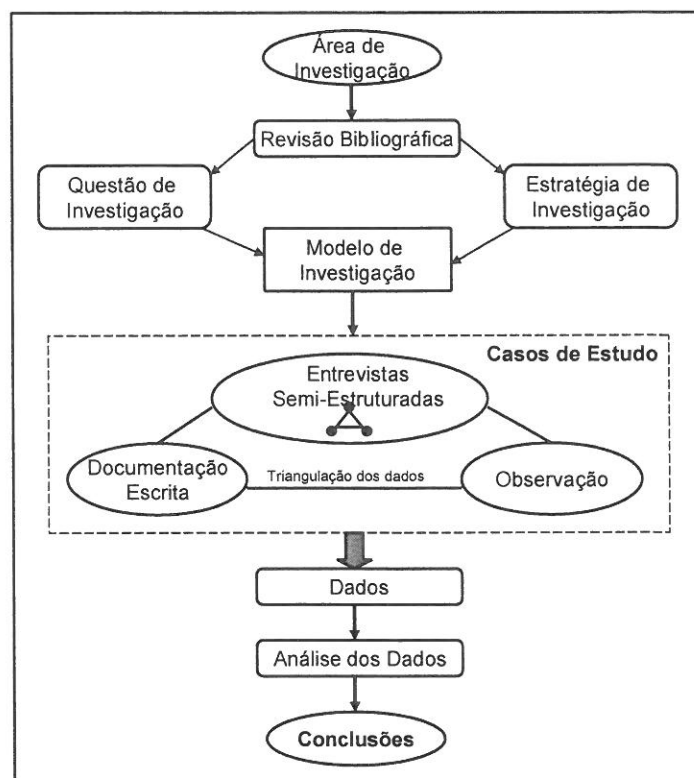 Área de
Investigação
Revisão Bibliográfica
Questão de
Investigação
Estratégia de
Investigação
Modelo de
Investigação
Casos de Estudo
Entrevistas
Semi-Estruturadas
Documentação
Escrita
Triangulação dos dados
Observação
Dados
Análise dos Dados
Conclusões